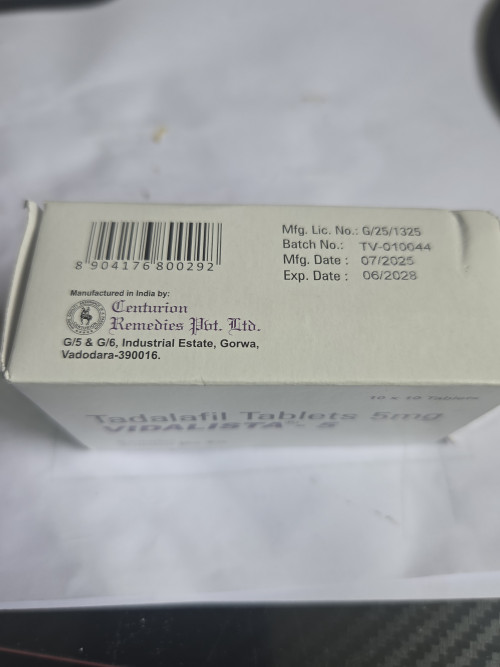 Mfg. Lic. No.: G/25/1325
Batch No.: TV-010044
Mfg. Date : 07/2025
Exp. Date : 06/2028
8 904176 800292
Manufactured in India by:
Centurion
Remedies Pvt. Ltd.
G/5 & G/6, Industrial Estate, Gorwa,
Vadodara-390016.
10 x 10 Tablets
Tadalafil Tablets 5mg
VIDALISTA®- 5